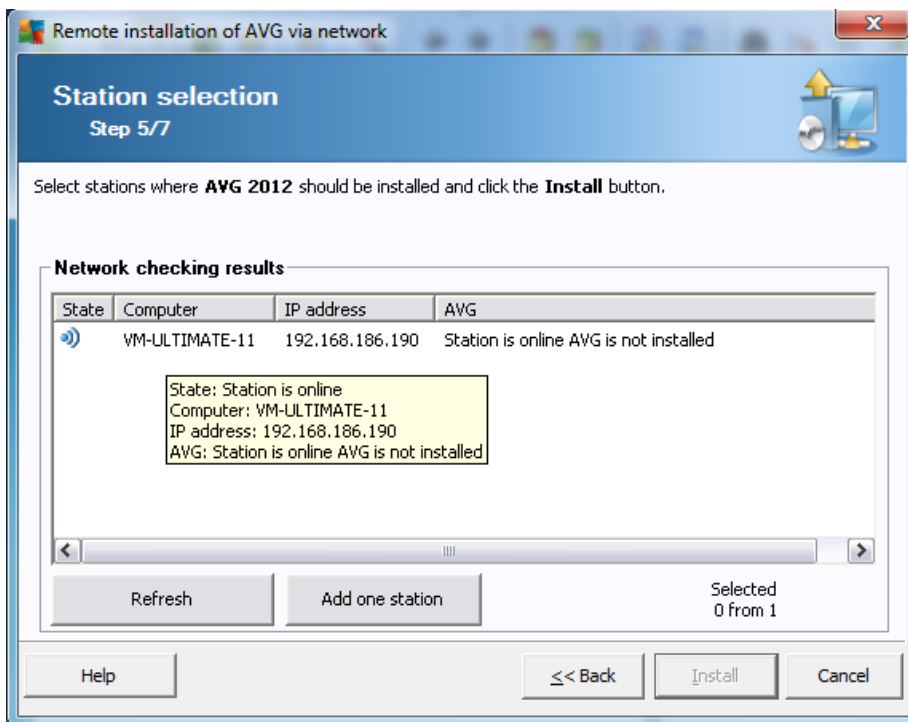 Remote installation of AVG via network
Station selection
Step 5/7
Select stations where AVG 2012 should be installed and click the Install button.
Network checking results
State Computer IP address AVG
VM-ULTIMATE-11 192.168.186.190 Station is online AVG is not installed
State: Station is online
Computer: VM-ULTIMATE-11
IP address: 192.168.186.190
AVG: Station is online AVG is not installed
Refresh Add one station Selected
0 from 1
Help << Back Install Cancel